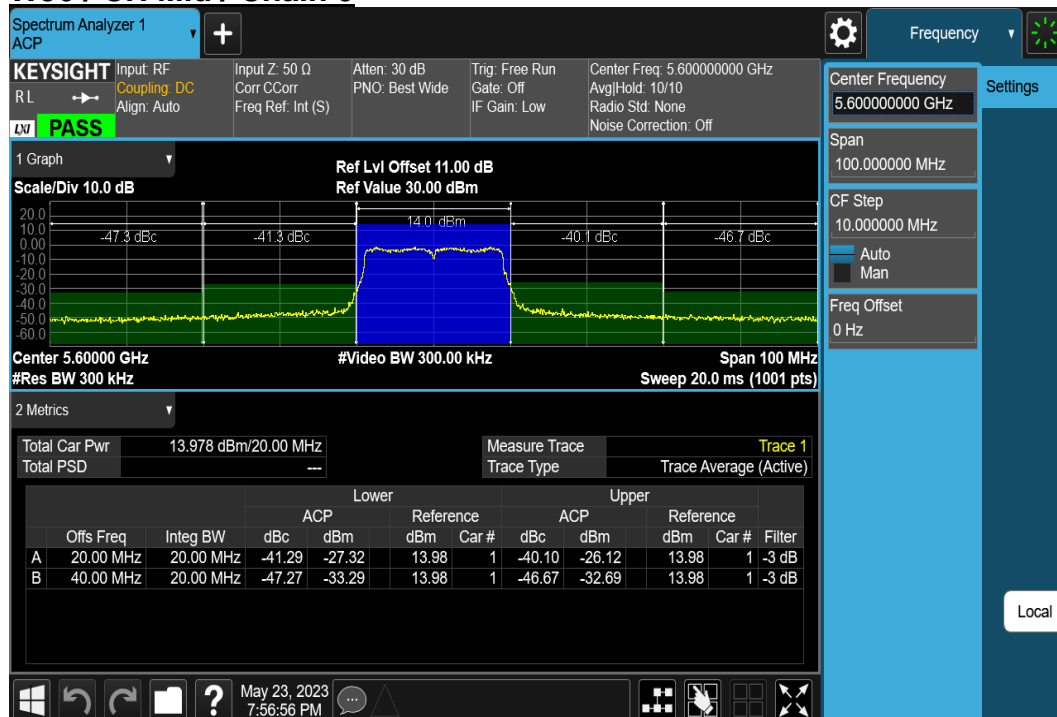 Spectrum Analyzer 1
ACP
+
Frequency
KEYSIGHT
R L
LXI
PASS
Input: RF
Coupling: DC
Align: Auto
Input Z: 50 Ω
Corr CCorr
Freq Ref: Int (S)
Atten: 30 dB
PNO: Best Wide
Trig: Free Run
Gate: Off
IF Gain: Low
Center Freq: 5.600000000 GHz
Avg|Hold: 10/10
Radio Std: None
Noise Correction: Off
Center Frequency
5.600000000 GHz
Settings
Span
100.000000 MHz
CF Step
10.000000 MHz
Auto
Man
Freq Offset
0 Hz
Local
1 Graph
Scale/Div 10.0 dB
Ref Lvl Offset 11.00 dB
Ref Value 30.00 dBm
20.0
10.0
0.00
-10.0
-20.0
-30.0
-40.0
-50.0
-60.0
-47.3 dBc
-41.3 dBc
14.0 dBm
-40.1 dBc
-46.7 dBc
Center 5.60000 GHz
#Video BW 300.00 kHz
Span 100 MHz
#Res BW 300 kHz
Sweep 20.0 ms (1001 pts)
2 Metrics
Total Car Pwr 13.978 dBm/20.00 MHz
Total PSD ---
Measure Trace Trace 1
Trace Type Trace Average (Active)
Lower Upper
ACP Reference ACP Reference
Offs Freq Integ BW dBc dBm dBm Car # dBc dBm dBm Car # Filter
A 20.00 MHz 20.00 MHz -41.29 -27.32 13.98 1 -40.10 -26.12 13.98 1 -3 dB
B 40.00 MHz 20.00 MHz -47.27 -33.29 13.98 1 -46.67 -32.69 13.98 1 -3 dB
?
May 23, 2023
7:56:56 PM